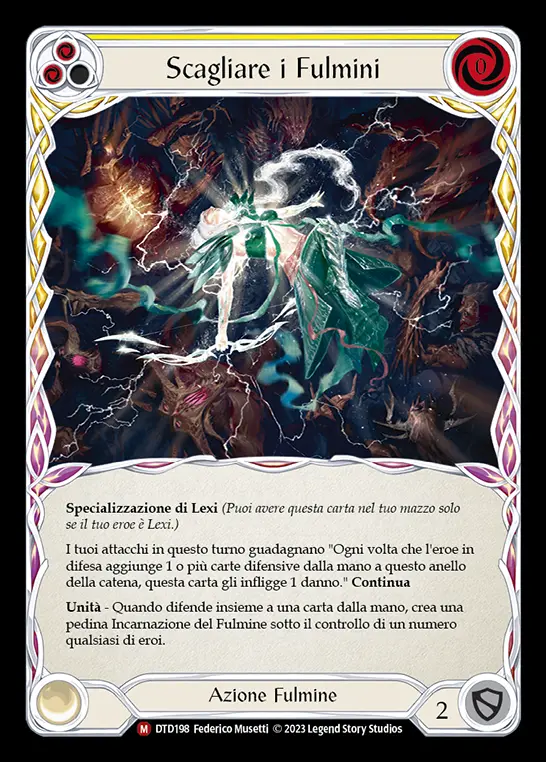 Scagliare i Fulmini
0
Specializzazione di Lexi (Puoi avere questa carta nel tuo mazzo solo
se il tuo eroe è Lexi.)
I tuoi attacchi in questo turno guadagnano "Ogni volta che l'eroe in
difesa aggiunge 1 o più carte difensive dalla mano a questo anello
della catena, questa carta gli infligge 1 danno." Continua
Unità - Quando difende insieme a una carta dalla mano, crea una
pedina Incarnazione del Fulmine sotto il controllo di un numero
qualsiasi di eroi.
Azione Fulmine
2
M DTD198 Federico Musetti © 2023 Legend Story Studios